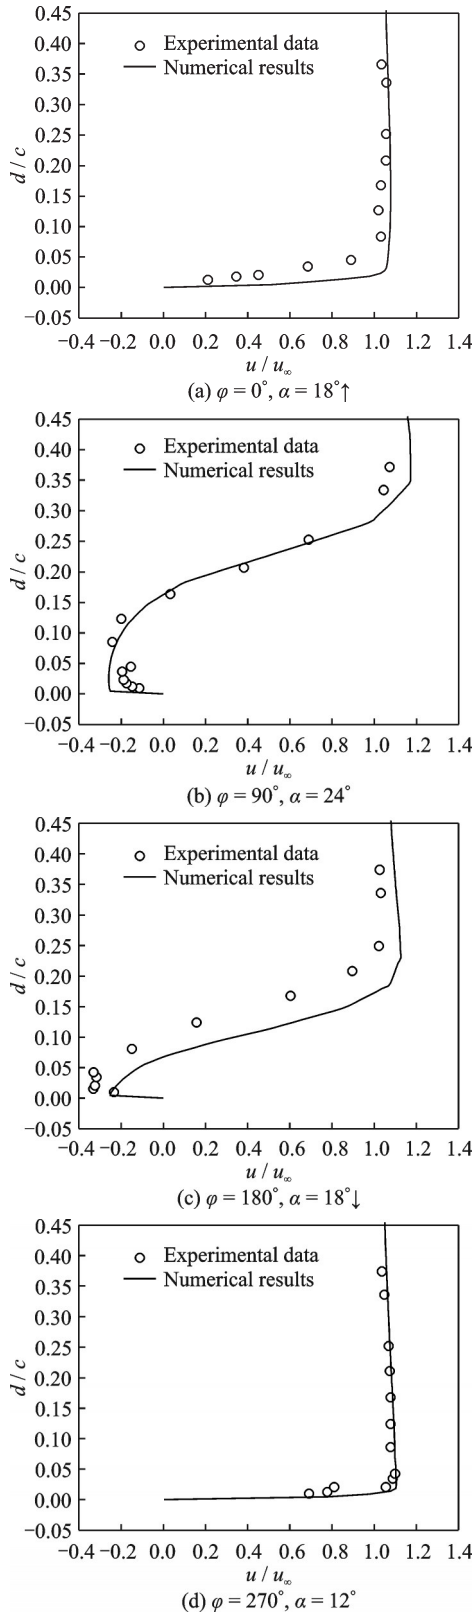 0.45
Experimental data
0.40
Numerical results
0.35
0.30
0.25
d / c
0.20
0.15
0.10
0.05
0.00
−0.05
−0.4 −0.2 0.0 0.2 0.4 0.6 0.8 1.0 1.2 1.4
u / u∞
(a) φ = 0°, α = 18°↑
0.45
Experimental data
0.40
Numerical results
0.35
0.30
0.25
d / c
0.20
0.15
0.10
0.05
0.00
−0.05
−0.4 −0.2 0.0 0.2 0.4 0.6 0.8 1.0 1.2 1.4
u / u∞
(b) φ = 90°, α = 24°
0.45
Experimental data
0.40
Numerical results
0.35
0.30
0.25
d / c
0.20
0.15
0.10
0.05
0.00
−0.05
−0.4 −0.2 0.0 0.2 0.4 0.6 0.8 1.0 1.2 1.4
u / u∞
(c) φ = 180°, α = 18°↓
0.45
Experimental data
0.40
Numerical results
0.35
0.30
0.25
d / c
0.20
0.15
0.10
0.05
0.00
−0.05
−0.4 −0.2 0.0 0.2 0.4 0.6 0.8 1.0 1.2 1.4
u / u∞
(d) φ = 270°, α = 12°